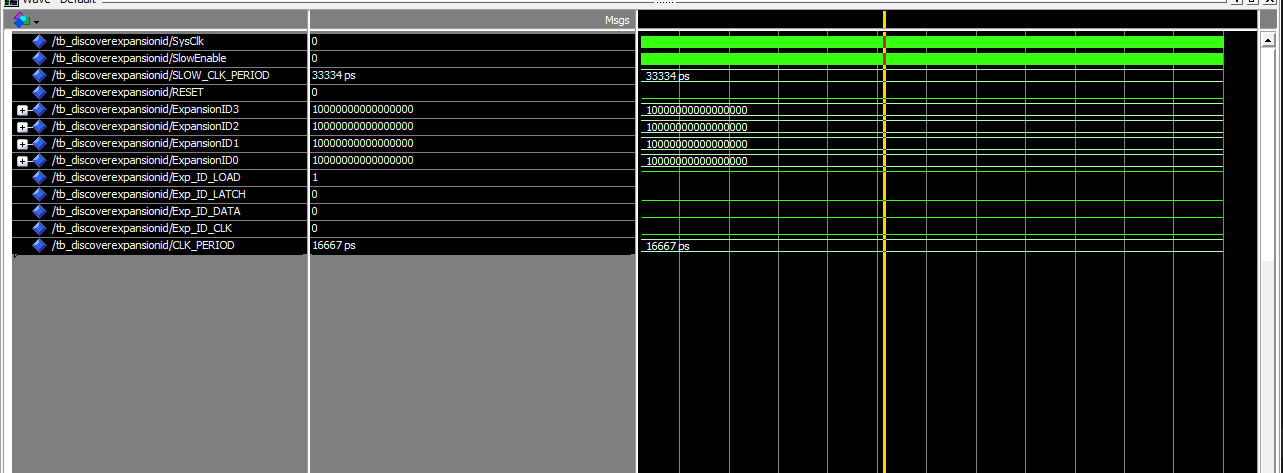 Wave - Default
Msgs
/tb_discoverexpansionid/SysClk 0
/tb_discoverexpansionid/SlowEnable 0
/tb_discoverexpansionid/SLOW_CLK_PERIOD 33334 ps 33334 ps
/tb_discoverexpansionid/RESET 0
/tb_discoverexpansionid/ExpansionID3 1000000000000000 1000000000000000
/tb_discoverexpansionid/ExpansionID2 1000000000000000 1000000000000000
/tb_discoverexpansionid/ExpansionID1 1000000000000000 1000000000000000
/tb_discoverexpansionid/ExpansionID0 1000000000000000 1000000000000000
/tb_discoverexpansionid/Exp_ID_LOAD 1
/tb_discoverexpansionid/Exp_ID_LATCH 0
/tb_discoverexpansionid/Exp_ID_DATA 0
/tb_discoverexpansionid/Exp_ID_CLK 0
/tb_discoverexpansionid/CLK_PERIOD 16667 ps 16667 ps